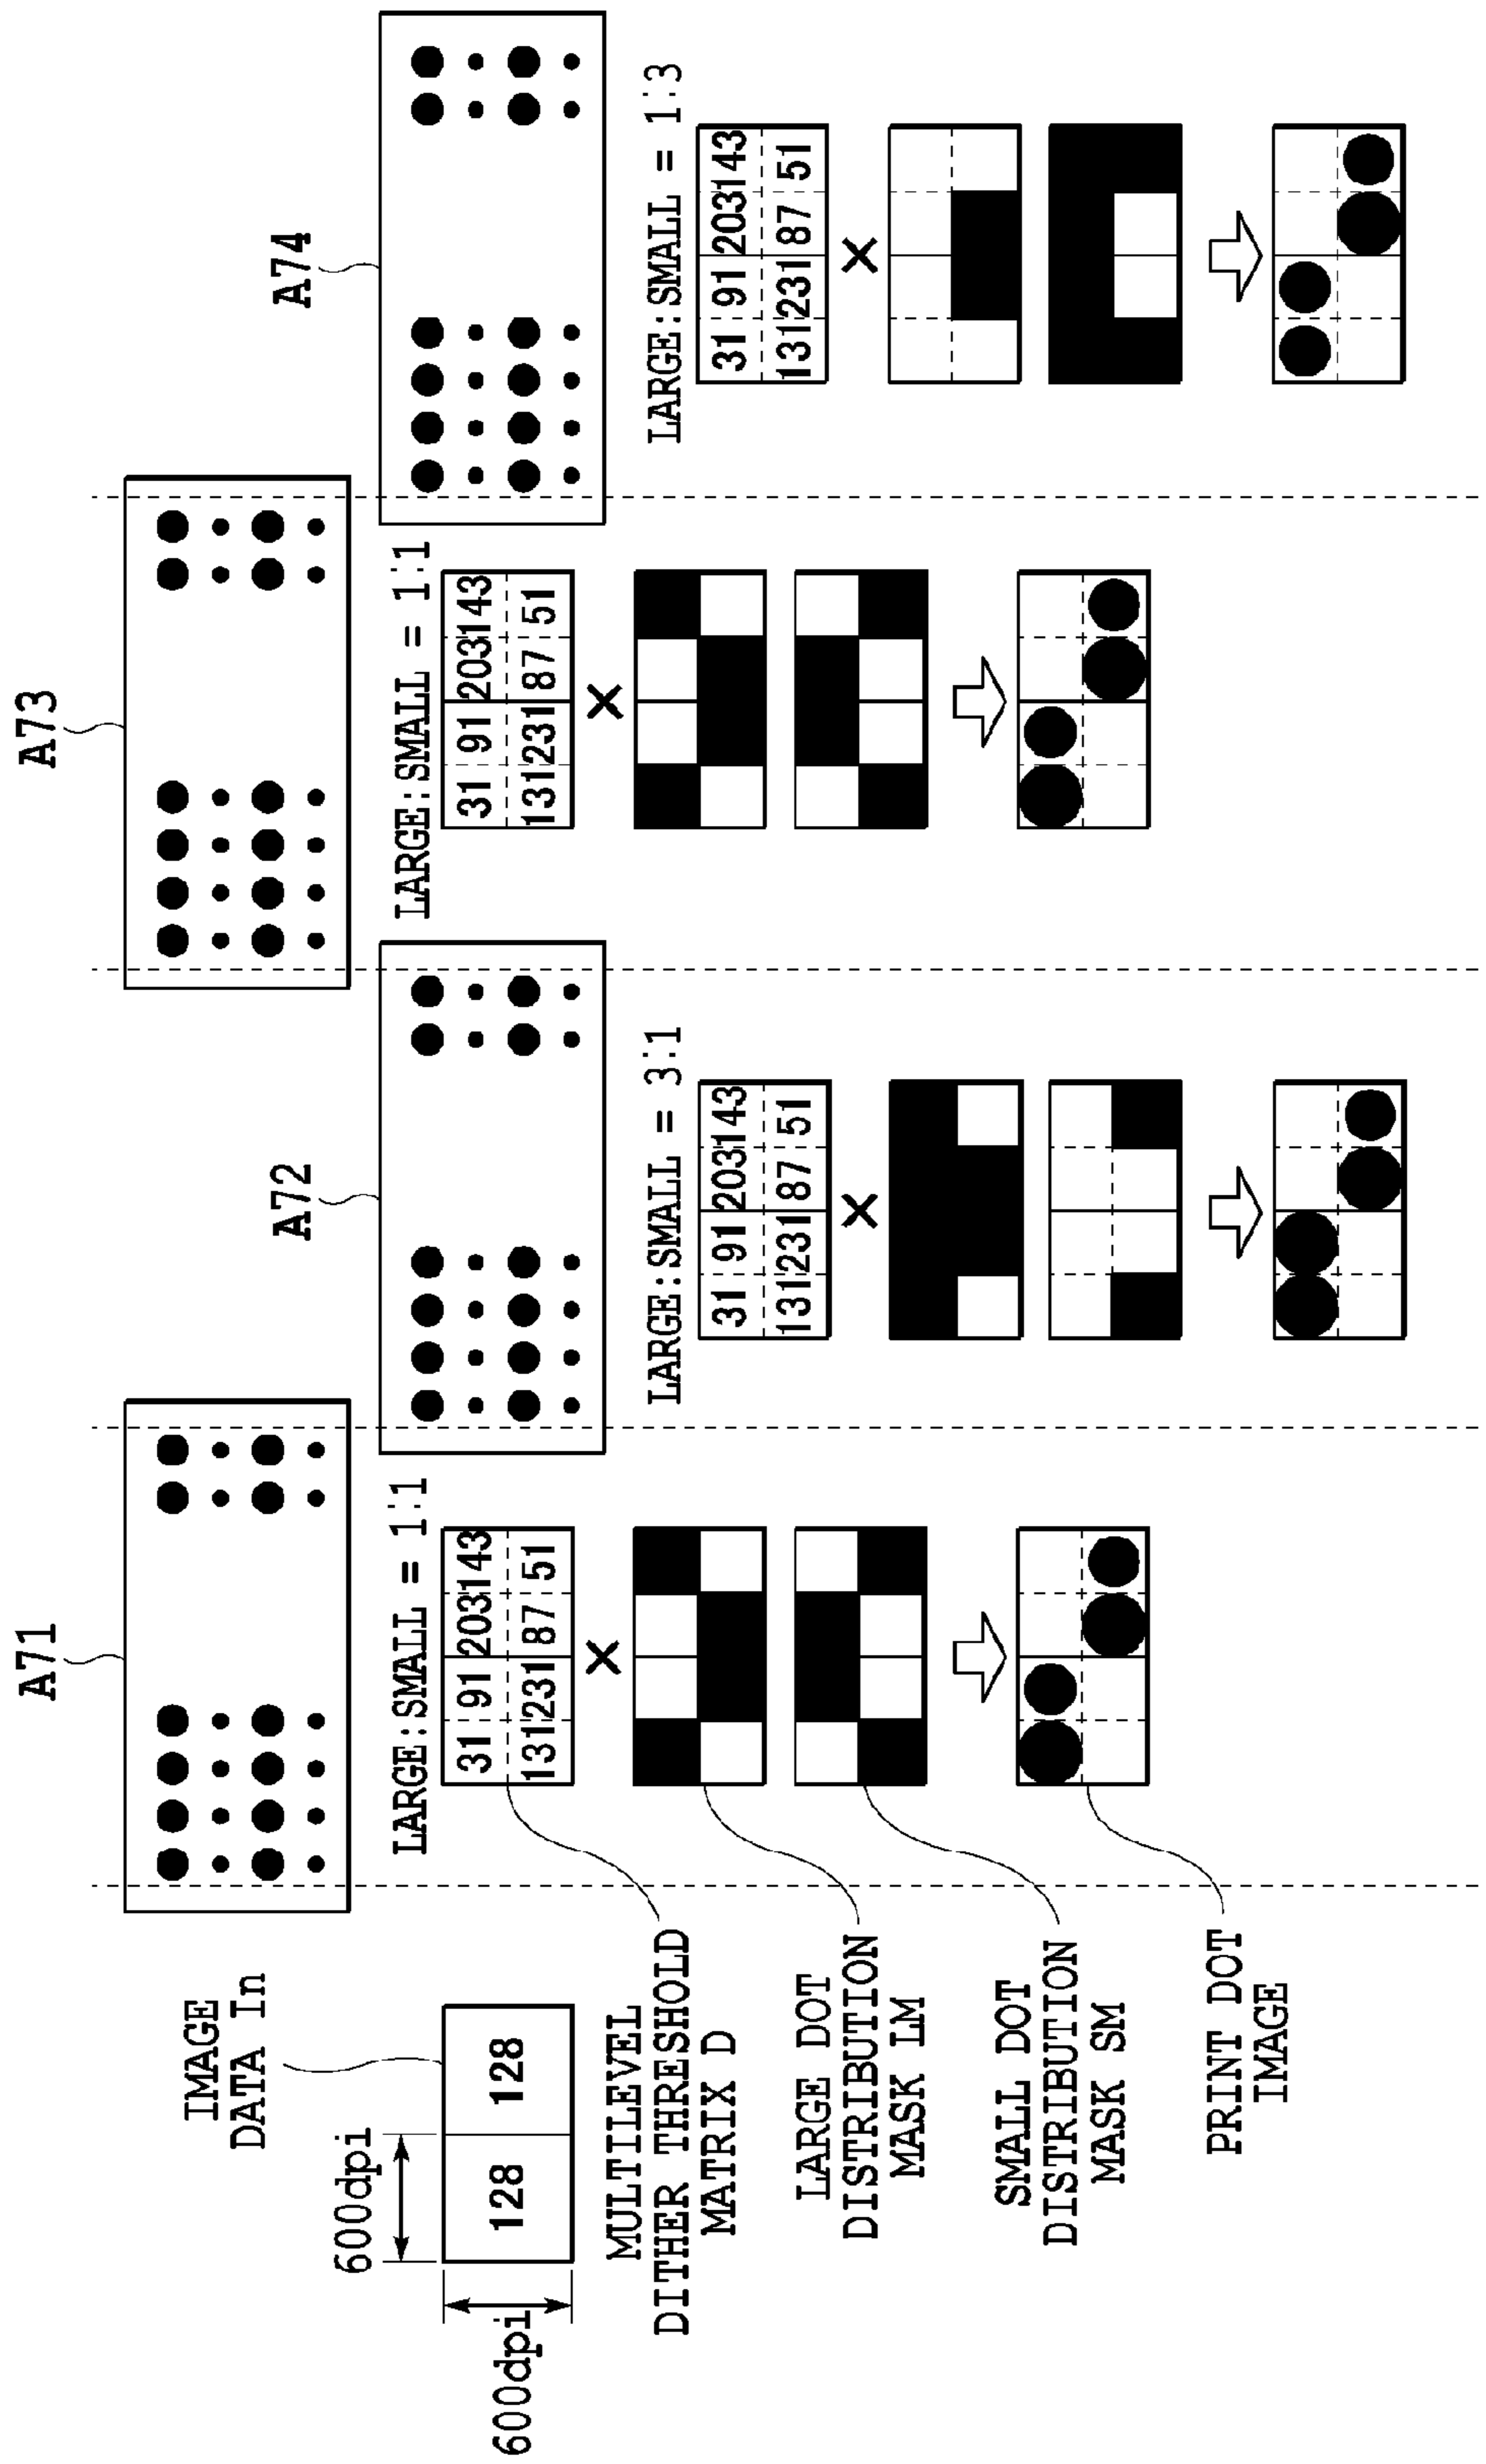 A71
A73
A72
A74
IMAGE
DATA In
600dpi
600dpi
128 128
LARGE:SMALL = 1:1
31 91 203 143
131 231 87 51
×
LARGE:SMALL = 3:1
31 91 203 143
131 231 87 51
×
LARGE:SMALL = 1:1
31 91 203 143
131 231 87 51
×
LARGE:SMALL = 1:3
31 91 203 143
131 231 87 51
×
MULTILEVEL
DITHER THRESHOLD
MATRIX D
LARGE DOT
DISTRIBUTION
MASK LM
SMALL DOT
DISTRIBUTION
MASK SM
PRINT DOT
IMAGE